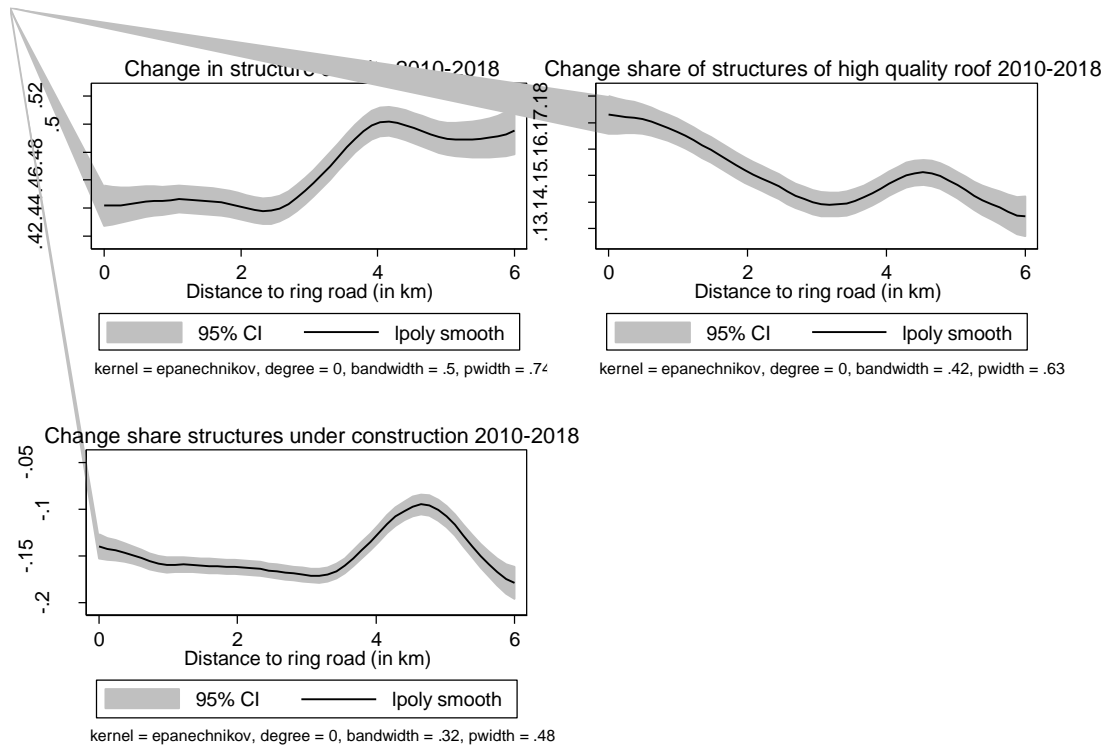 Change in structure 2010-2018
.42 .44 .46 .48 .5 .52
0 2 4 6
Distance to ring road (in km)
95% CI lpoly smooth
kernel = epanechnikov, degree = 0, bandwidth = .5, pwidth = .74
Change share of structures of high quality roof 2010-2018
.13 .14 .15 .16 .17 .18
0 2 4 6
Distance to ring road (in km)
95% CI lpoly smooth
kernel = epanechnikov, degree = 0, bandwidth = .42, pwidth = .63
Change share structures under construction 2010-2018
-.2 -.15 -.1 -.05
0 2 4 6
Distance to ring road (in km)
95% CI lpoly smooth
kernel = epanechnikov, degree = 0, bandwidth = .32, pwidth = .48